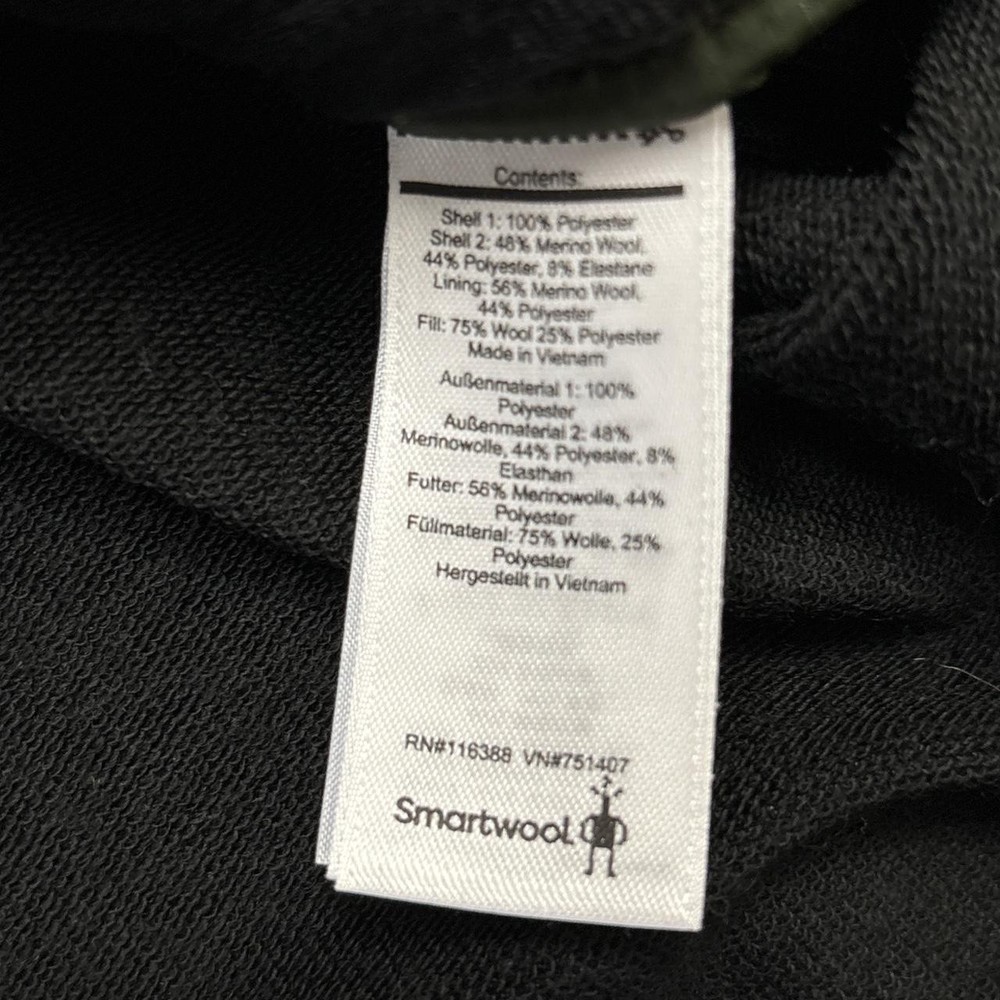 Contents:
Shell 1: 100% Polyester
Shell 2: 48% Merino Wool,
44% Polyester, 8% Elastane
Lining: 56% Merino Wool,
44% Polyester
Fill: 75% Wool 25% Polyester
Made in Vietnam
Außenmaterial 1: 100%
Polyester
Außenmaterial 2: 48%
Merinowolle, 44% Polyester, 8%
Elasthan
Futter: 56% Merinowolle, 44%
Polyester
Füllmaterial: 75% Wolle, 25%
Polyester
Hergestellt in Vietnam
RN#116388 VN#751407
Smartwool